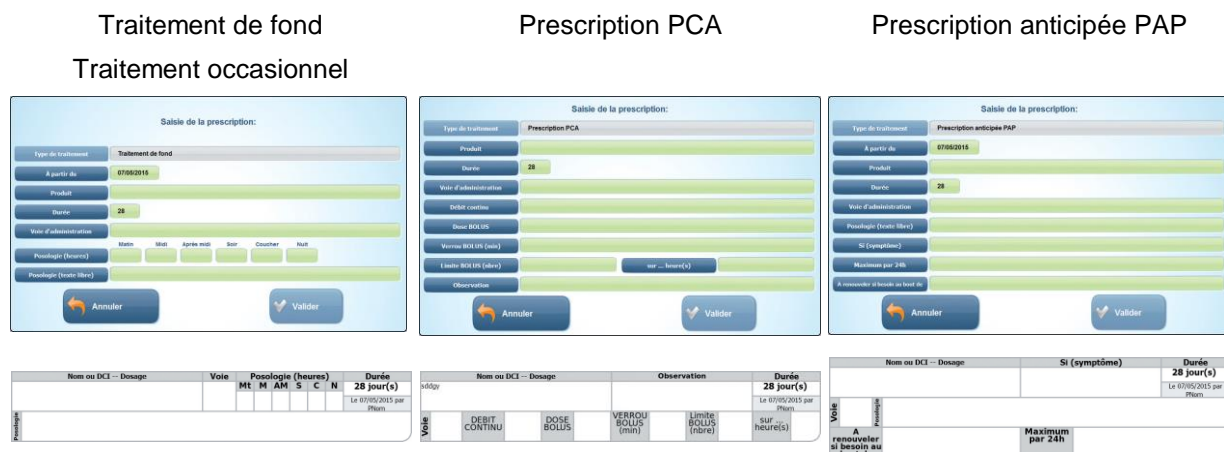 Traitement de fond
Traitement occasionnel
Prescription PCA
Prescription anticipée PAP
Saisie de la prescription:
Type de traitement Traitement de fond
À partir du 07/05/2015
Produit
Durée 28
Voie d'administration
Matin Midi Après midi Soir Coucher Nuit
Posologie (heures)
Posologie (texte libre)
Annuler Valider
Saisie de la prescription:
Type de traitement Prescription PCA
Produit
Durée 28
Voie d'administration
Débit continu
Dose BOLUS
Verrou BOLUS (min)
Limite BOLUS (nbre) sur ... heure(s)
Observation
Annuler Valider
Saisie de la prescription:
Type de traitement Prescription anticipée PAP
À partir du 07/05/2015
Produit
Durée 28
Voie d'administration
Posologie (texte libre)
Si (symptôme)
Maximum par 24h
A renouveler si besoin au bout de
Annuler Valider
Nom ou DCI -- Dosage Voie Posologie (heures) Durée
Mt M AM S C N 28 jour(s)
Le 07/05/2015 par
PNom
Posologie
Nom ou DCI -- Dosage Observation Durée
sddgy 28 jour(s)
Le 07/05/2015 par
PNom
Voie
DEBIT
CONTINU
DOSE
BOLUS
VERROU
BOLUS
(min)
Limite
BOLUS
(nbre)
sur ...
heure(s)
Nom ou DCI -- Dosage Si (symptôme) Durée
28 jour(s)
Le 07/05/2015 par
PNom
Voie
Posologie
A
renouveler
si besoin au
Maximum
par 24h